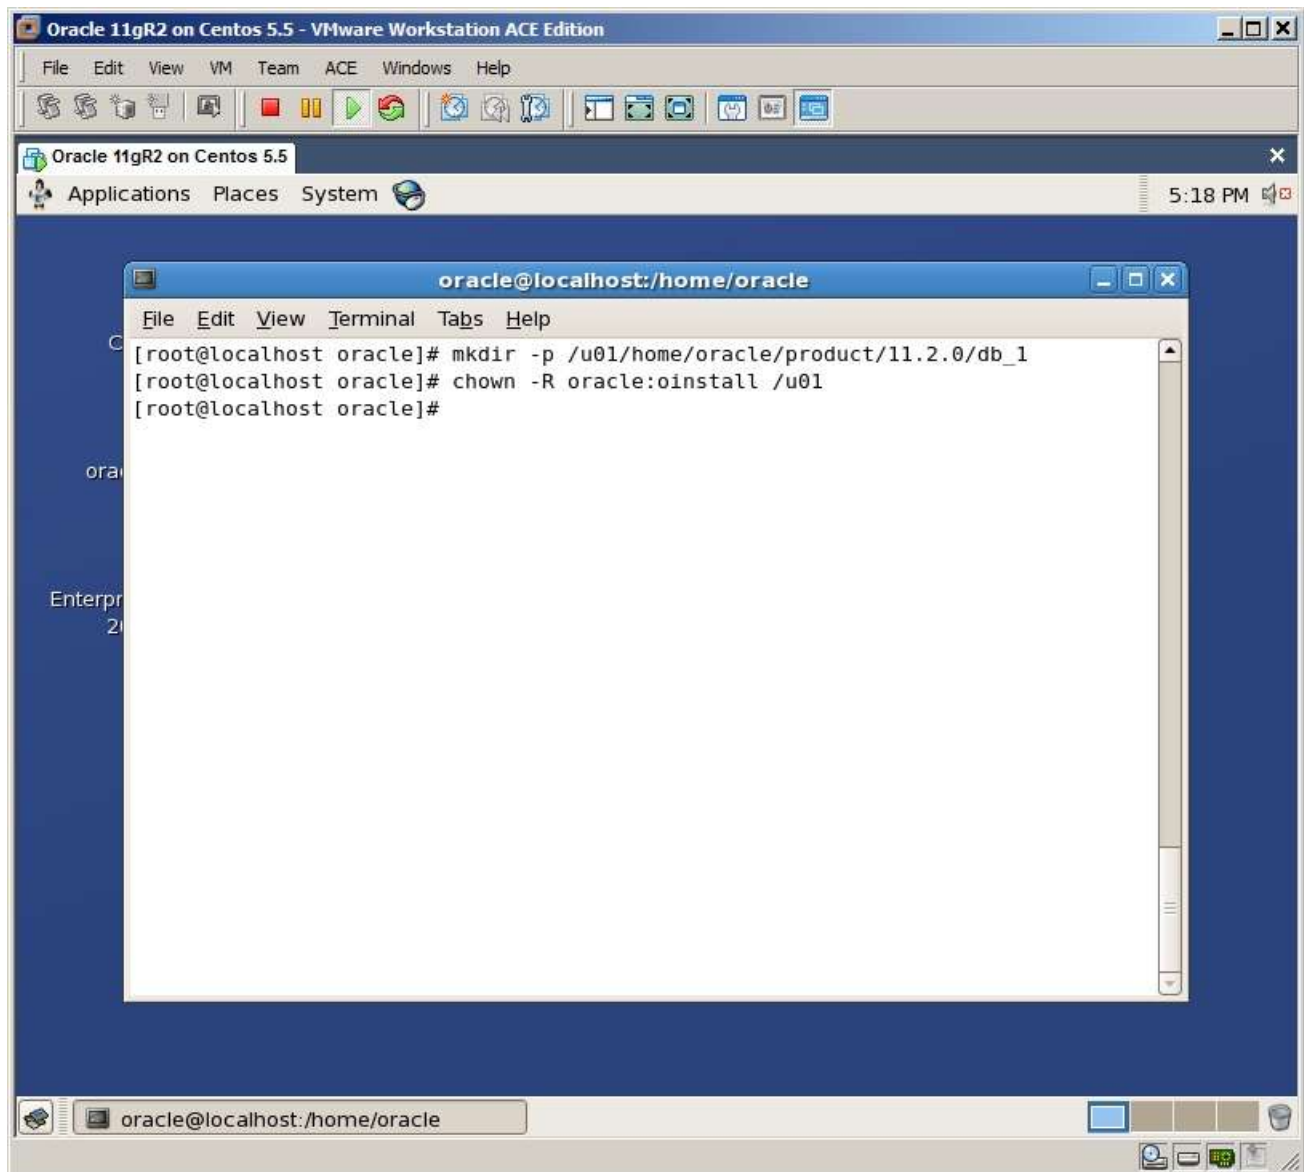 Oracle 11gR2 on Centos 5.5 - VMware Workstation ACE Edition
File Edit View VM Team ACE Windows Help
Oracle 11gR2 on Centos 5.5
Applications Places System 5:18 PM
oracle@localhost:/home/oracle
File Edit View Terminal Tabs Help
C
[root@localhost oracle]# mkdir -p /u01/home/oracle/product/11.2.0/db_1
[root@localhost oracle]# chown -R oracle:oinstall /u01
[root@localhost oracle]#
ora
Enterpr
2
oracle@localhost:/home/oracle